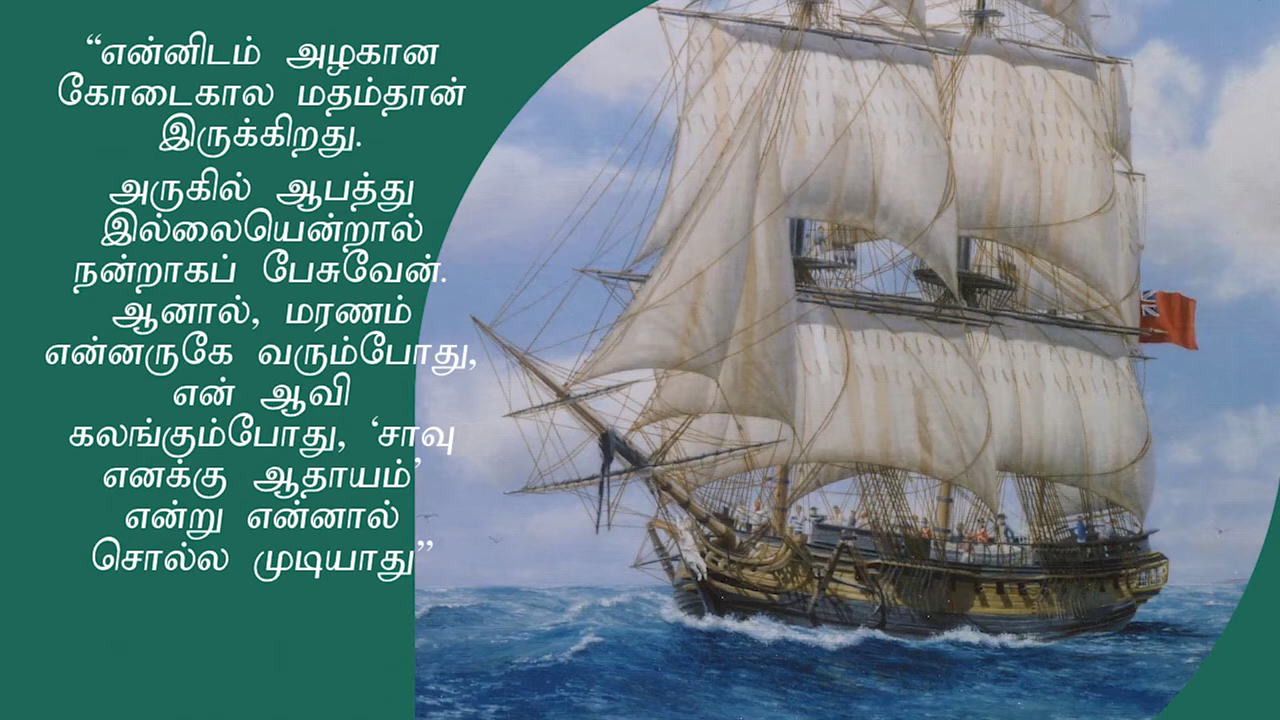 “என்னிடம் அழகான
கோடைகால மதம்தான்
இருக்கிறது.
அருகில் ஆபத்து
இல்லையென்றால்
நன்றாகப் பேசுவேன்.
ஆனால், மரணம்
என்னருகே வரும்போது,
என் ஆவி
கலங்கும்போது, ‘சாவு
எனக்கு ஆதாயம்’
என்று என்னால்
சொல்ல முடியாது”